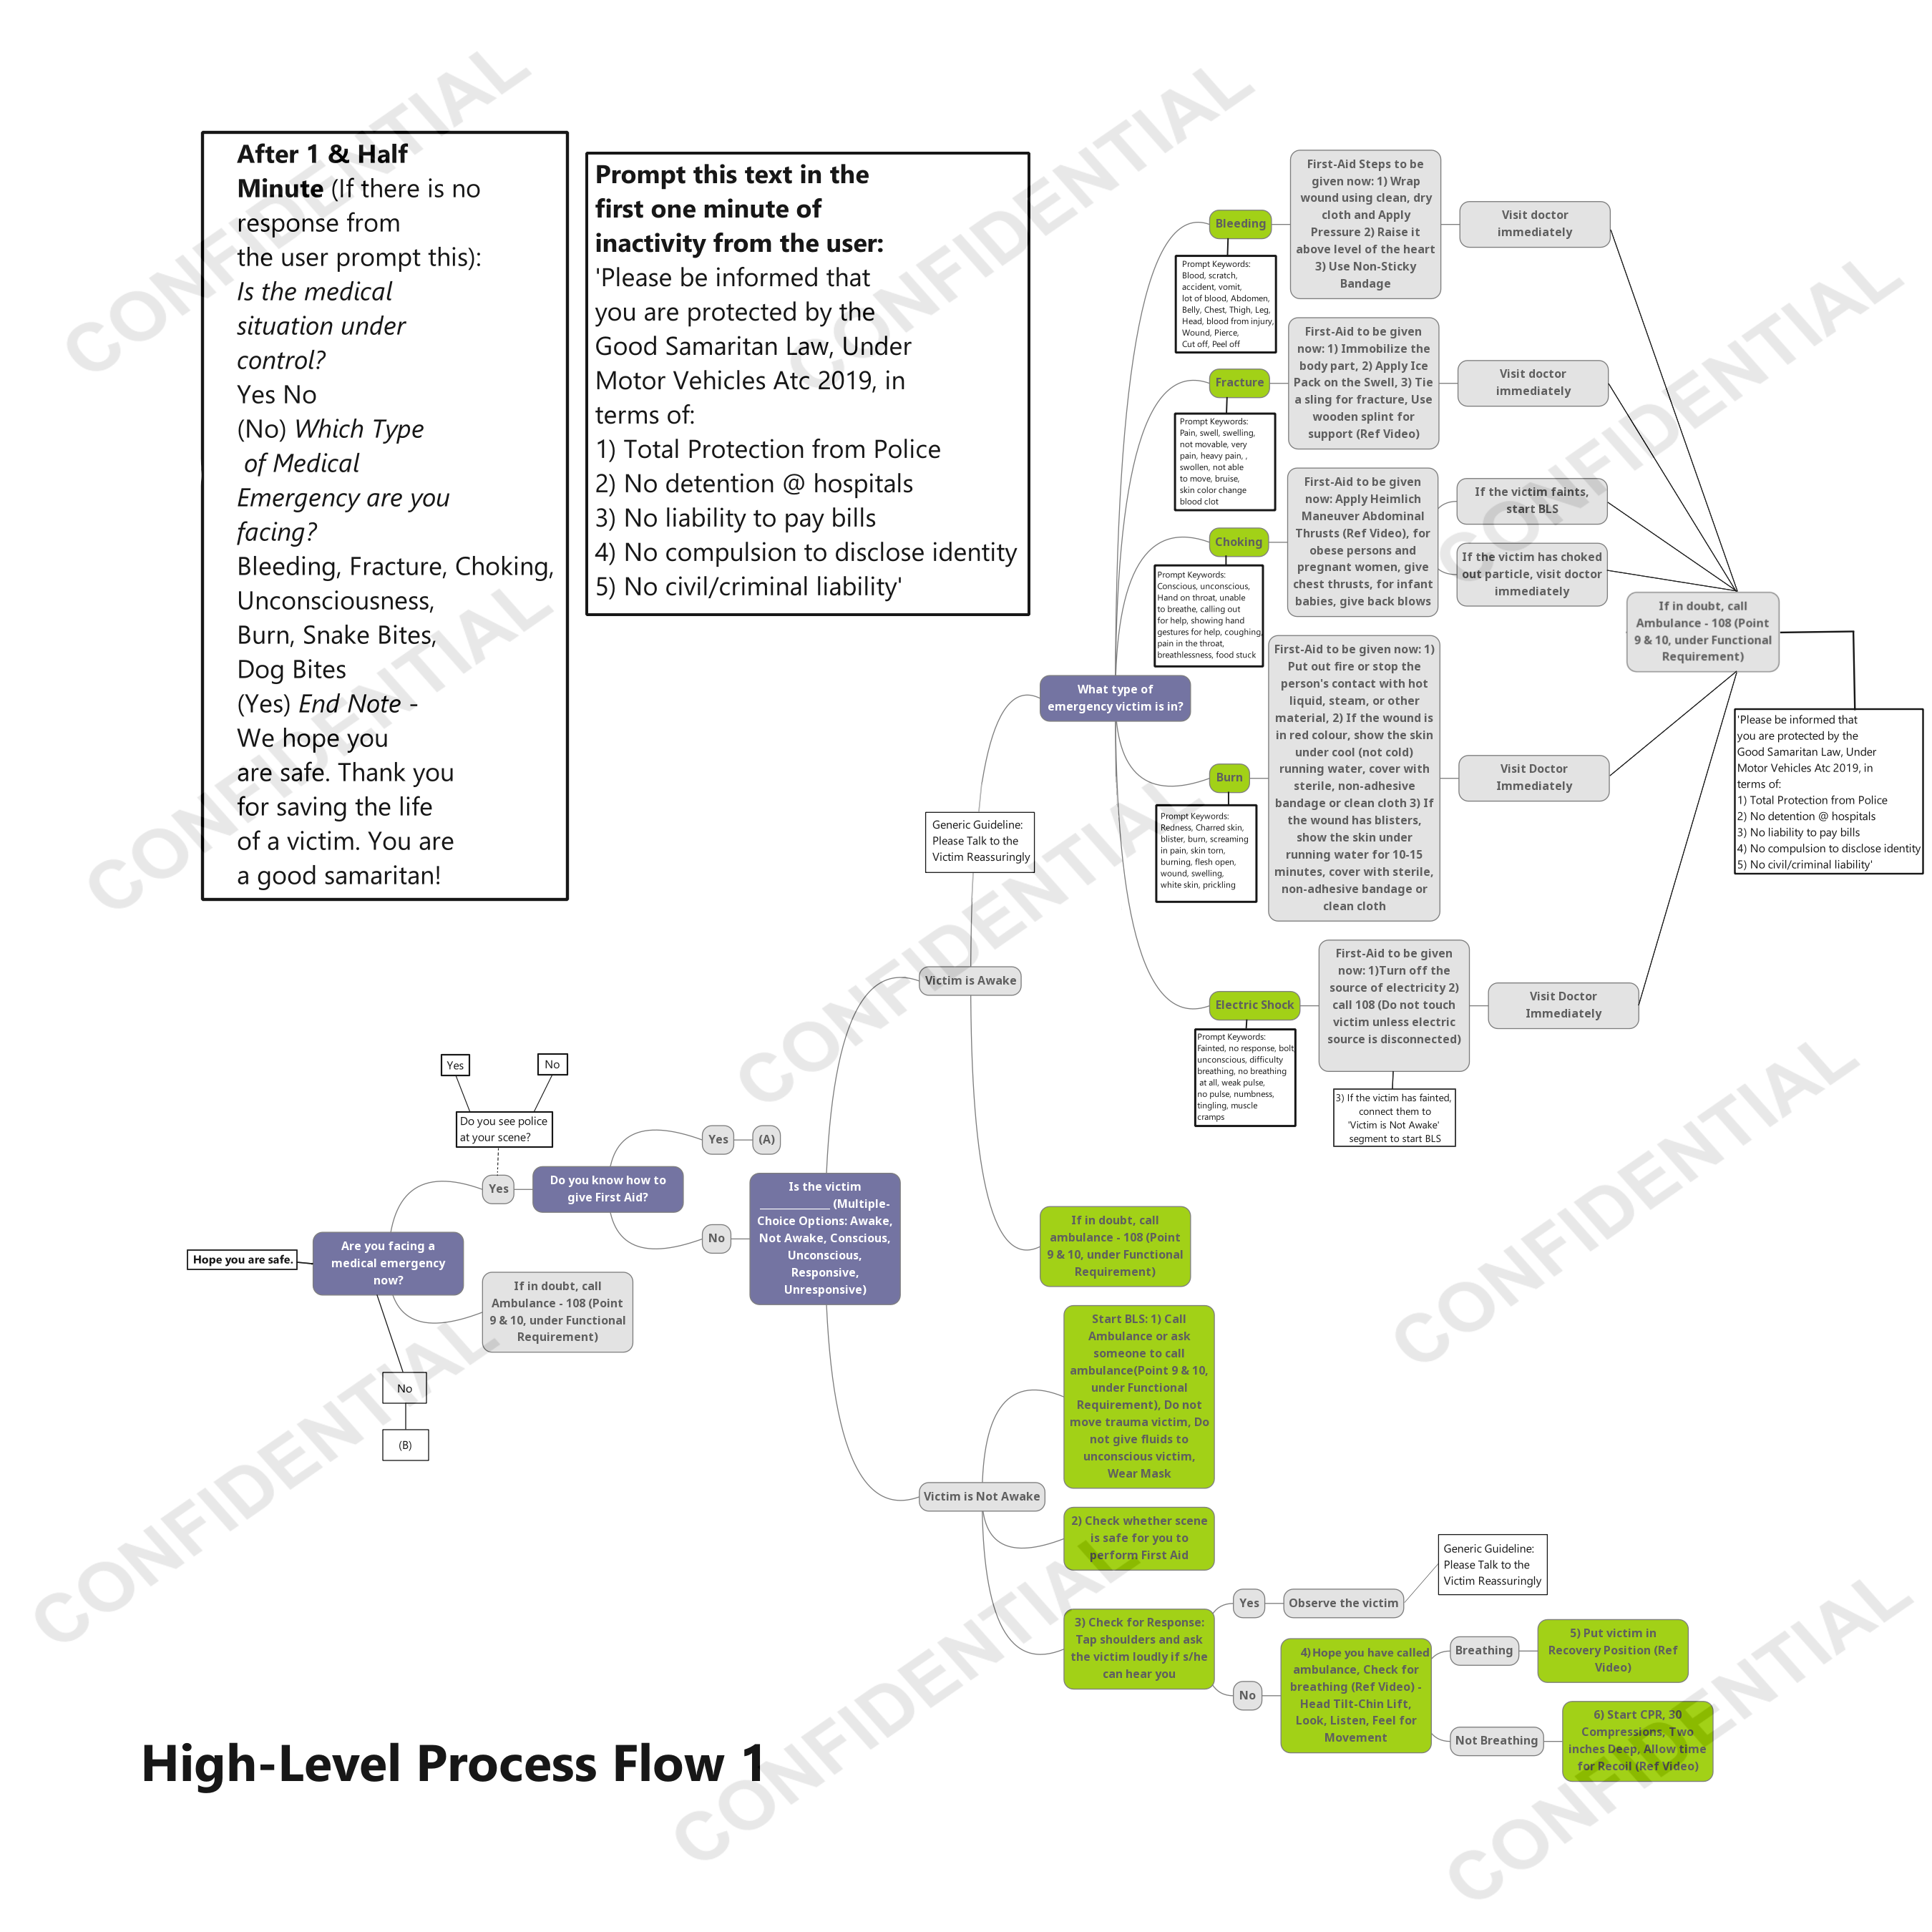 After 1 & Half
Minute (If there is no
response from
the user prompt this):
Is the medical
situation under
control?
Yes No
(No) Which Type
of Medical
Emergency are you
facing?
Bleeding, Fracture, Choking,
Unconsciousness,
Burn, Snake Bites,
Dog Bites
(Yes) End Note -
We hope you
are safe. Thank you
for saving the life
of a victim. You are
a good samaritan!
Prompt this text in the
first one minute of
inactivity from the user:
'Please be informed that
you are protected by the
Good Samaritan Law, Under
Motor Vehicles Atc 2019, in
terms of:
1) Total Protection from Police
2) No detention @ hospitals
3) No liability to pay bills
4) No compulsion to disclose identity
5) No civil/criminal liability'
Hope you are safe.
Are you facing a
medical emergency
now?
Yes
Do you see police
at your scene?
Yes
No
If in doubt, call
Ambulance - 108 (Point
9 & 10, under Functional
Requirement)
No
(B)
Do you know how to
give First Aid?
Yes
(A)
No
Is the victim
___________ (Multiple-
Choice Options: Awake,
Not Awake, Conscious,
Unconscious,
Responsive,
Unresponsive)
Victim is Awake
Generic Guideline:
Please Talk to the
Victim Reassuringly
What type of
emergency victim is in?
Bleeding
Prompt Keywords:
Blood, scratch,
accident, vomit,
lot of blood, Abdomen,
Belly, Chest, Thigh, Leg,
Head, blood from injury,
Wound, Pierce,
Cut off, Peel off
First-Aid Steps to be
given now: 1) Wrap
wound using clean, dry
cloth and Apply
Pressure 2) Raise it
above level of the heart
3) Use Non-Sticky
Bandage
Visit doctor
immediately
Fracture
Prompt Keywords:
Pain, swell, swelling,
not movable, very
pain, heavy pain, ,
swollen, not able
to move, bruise,
skin color change
blood clot
First-Aid to be given
now: 1) Immobilize the
body part, 2) Apply Ice
Pack on the Swell, 3) Tie
a sling for fracture, Use
wooden splint for
support (Ref Video)
Visit doctor
immediately
Choking
Prompt Keywords:
Conscious, unconscious,
Hand on throat, unable
to breathe, calling out
for help, showing hand
gestures for help, coughing,
pain in the throat,
breathlessness, food stuck
First-Aid to be given
now: Apply Heimlich
Maneuver Abdominal
Thrusts (Ref Video), for
obese persons and
pregnant women, give
chest thrusts, for infant
babies, give back blows
If the victim faints,
start BLS
If the victim has choked
out particle, visit doctor
immediately
Burn
Prompt Keywords:
Redness, Charred skin,
blister, burn, screaming
in pain, skin torn,
burning, flesh open,
wound, swelling,
white skin, prickling
First-Aid to be given now: 1)
Put out fire or stop the
person's contact with hot
liquid, steam, or other
material, 2) If the wound is
in red colour, show the skin
under cool (not cold)
running water, cover with
sterile, non-adhesive
bandage or clean cloth 3) If
the wound has blisters,
show the skin under
running water for 10-15
minutes, cover with sterile,
non-adhesive bandage or
clean cloth
Visit Doctor
Immediately
Electric Shock
Prompt Keywords:
Fainted, no response, bolt
unconscious, difficulty
breathing, no breathing
at all, weak pulse,
no pulse, numbness,
tingling, muscle
cramps
First-Aid to be given
now: 1)Turn off the
source of electricity 2)
call 108 (Do not touch
victim unless electric
source is disconnected)
3) If the victim has fainted,
connect them to
'Victim is Not Awake'
segment to start BLS
Visit Doctor
Immediately
If in doubt, call
Ambulance - 108 (Point
9 & 10, under Functional
Requirement)
'Please be informed that
you are protected by the
Good Samaritan Law, Under
Motor Vehicles Atc 2019, in
terms of:
1) Total Protection from Police
2) No detention @ hospitals
3) No liability to pay bills
4) No compulsion to disclose identity
5) No civil/criminal liability'
If in doubt, call
ambulance - 108 (Point
9 & 10, under Functional
Requirement)
Victim is Not Awake
Start BLS: 1) Call
Ambulance or ask
someone to call
ambulance(Point 9 & 10,
under Functional
Requirement), Do not
move trauma victim, Do
not give fluids to
unconscious victim,
Wear Mask
2) Check whether scene
is safe for you to
perform First Aid
3) Check for Response:
Tap shoulders and ask
the victim loudly if s/he
can hear you
Yes
Observe the victim
Generic Guideline:
Please Talk to the
Victim Reassuringly
No
4)Hope you have called
ambulance, Check for
breathing (Ref Video) -
Head Tilt-Chin Lift,
Look, Listen, Feel for
Movement
Breathing
5) Put victim in
Recovery Position (Ref
Video)
Not Breathing
6) Start CPR, 30
Compressions, Two
inches Deep, Allow time
for Recoil (Ref Video)
High-Level Process Flow 1
CONFIDENTIAL
CONFIDENTIAL
CONFIDENTIAL
CONFIDENTIAL
CONFIDENTIAL
CONFIDENTIAL
CONFIDENTIAL
CONFIDENTIAL
CONFIDENTIAL